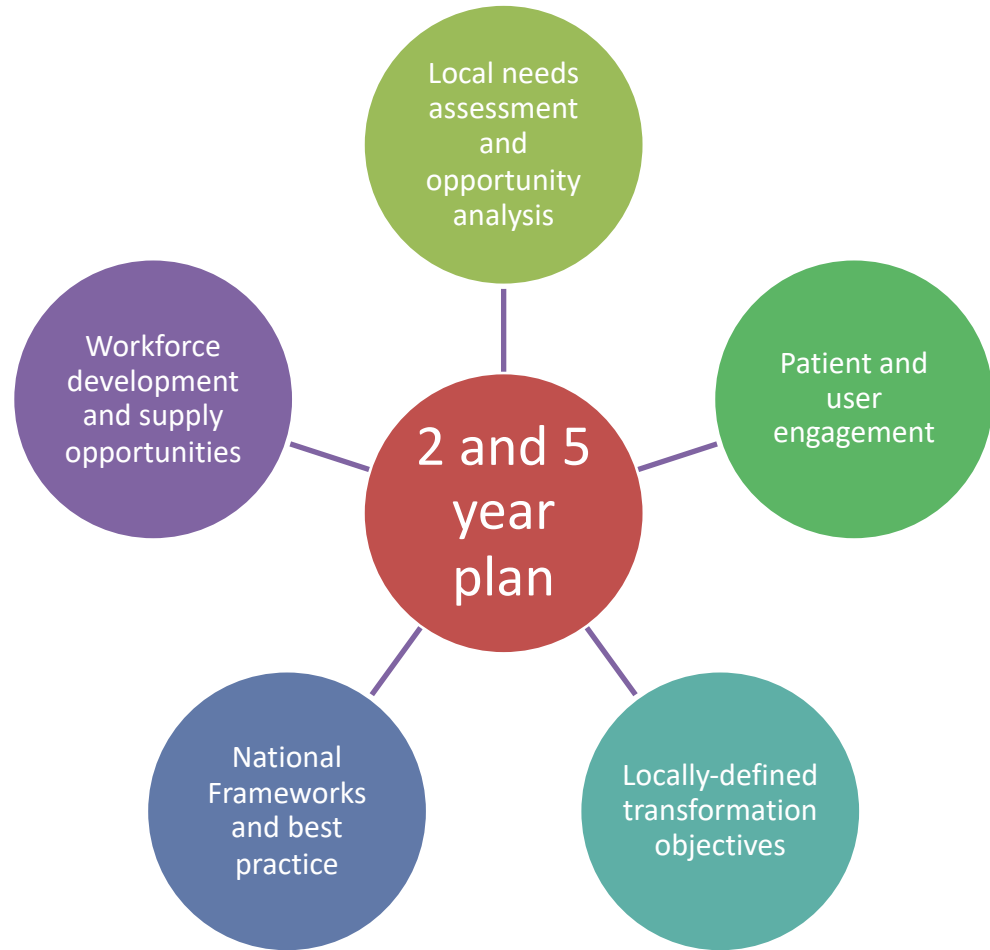 Local needs
assessment
and
opportunity
analysis
Patient and
user
engagement
Locally-defined
transformation
objectives
National
Frameworks
and best
practice
Workforce
development
and supply
opportunities
2 and 5
year
plan